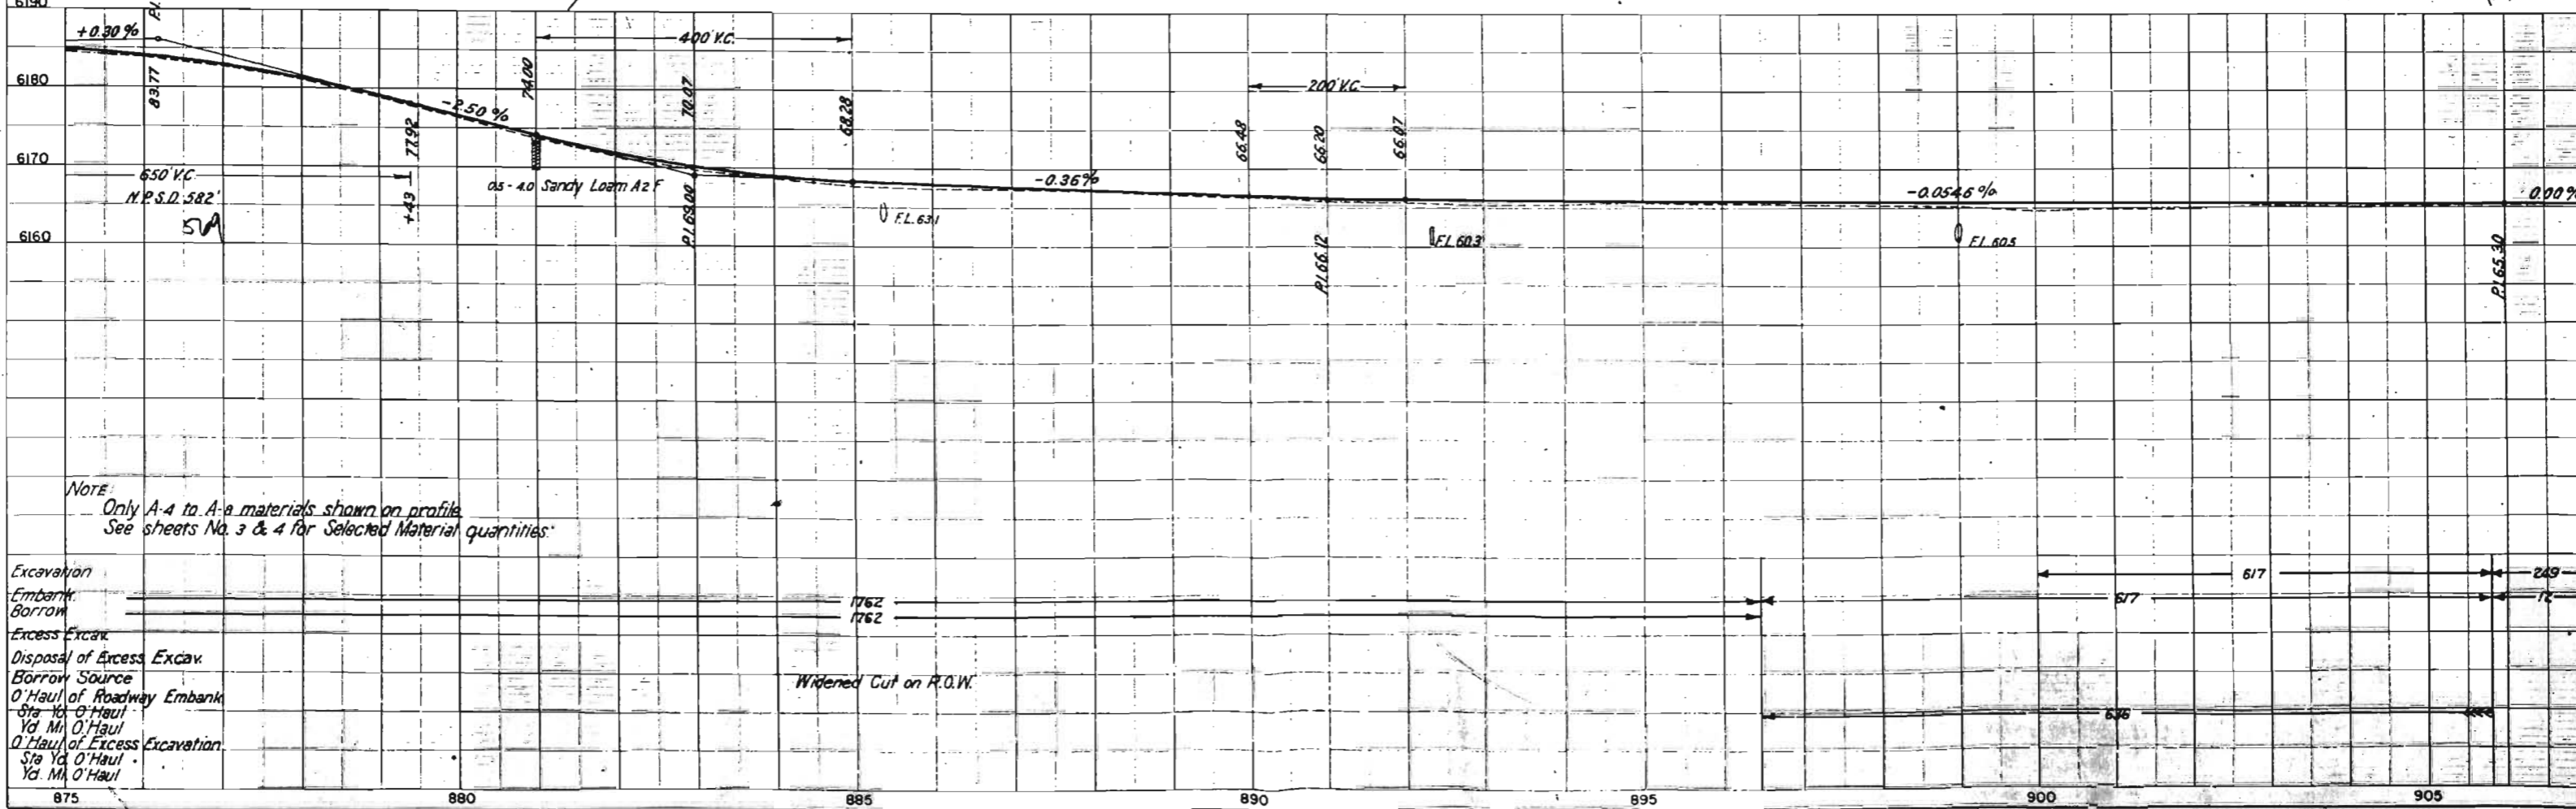 6190
+0.30%
P.I.
83.77
400' V.C.
6180
-2.50%
74.00
70.07
68.28
200' V.C.
77.92
66.48
66.20
66.07
6170
650' V.C.
+43
0.5-4.0 Sandy Loam A2 F
-0.36%
-0.0546%
0.00%
N.P.S.D. 582'
P.I. 69.00
F.L. 63.1
6160
F.L. 60.3
F.L. 60.5
P.I. 66.12
P.I. 65.30
NOTE:
Only A-4 to A-8 materials shown on profile
See sheets No. 3 & 4 for Selected Material quantities.
Excavation
617
249
Embank.
1762
617
12
Borrow
1762
Excess Excav.
Disposal of Excess Excav.
Borrow Source
Widened Cut on R.O.W.
O'Haul of Roadway Embank
Sta Yd. O'Haul
636
Yd Mi. O'Haul
O'Haul of Excess Excavation
Sta Yd. O'Haul
Yd. Mi. O'Haul
875
880
885
890
895
900
905